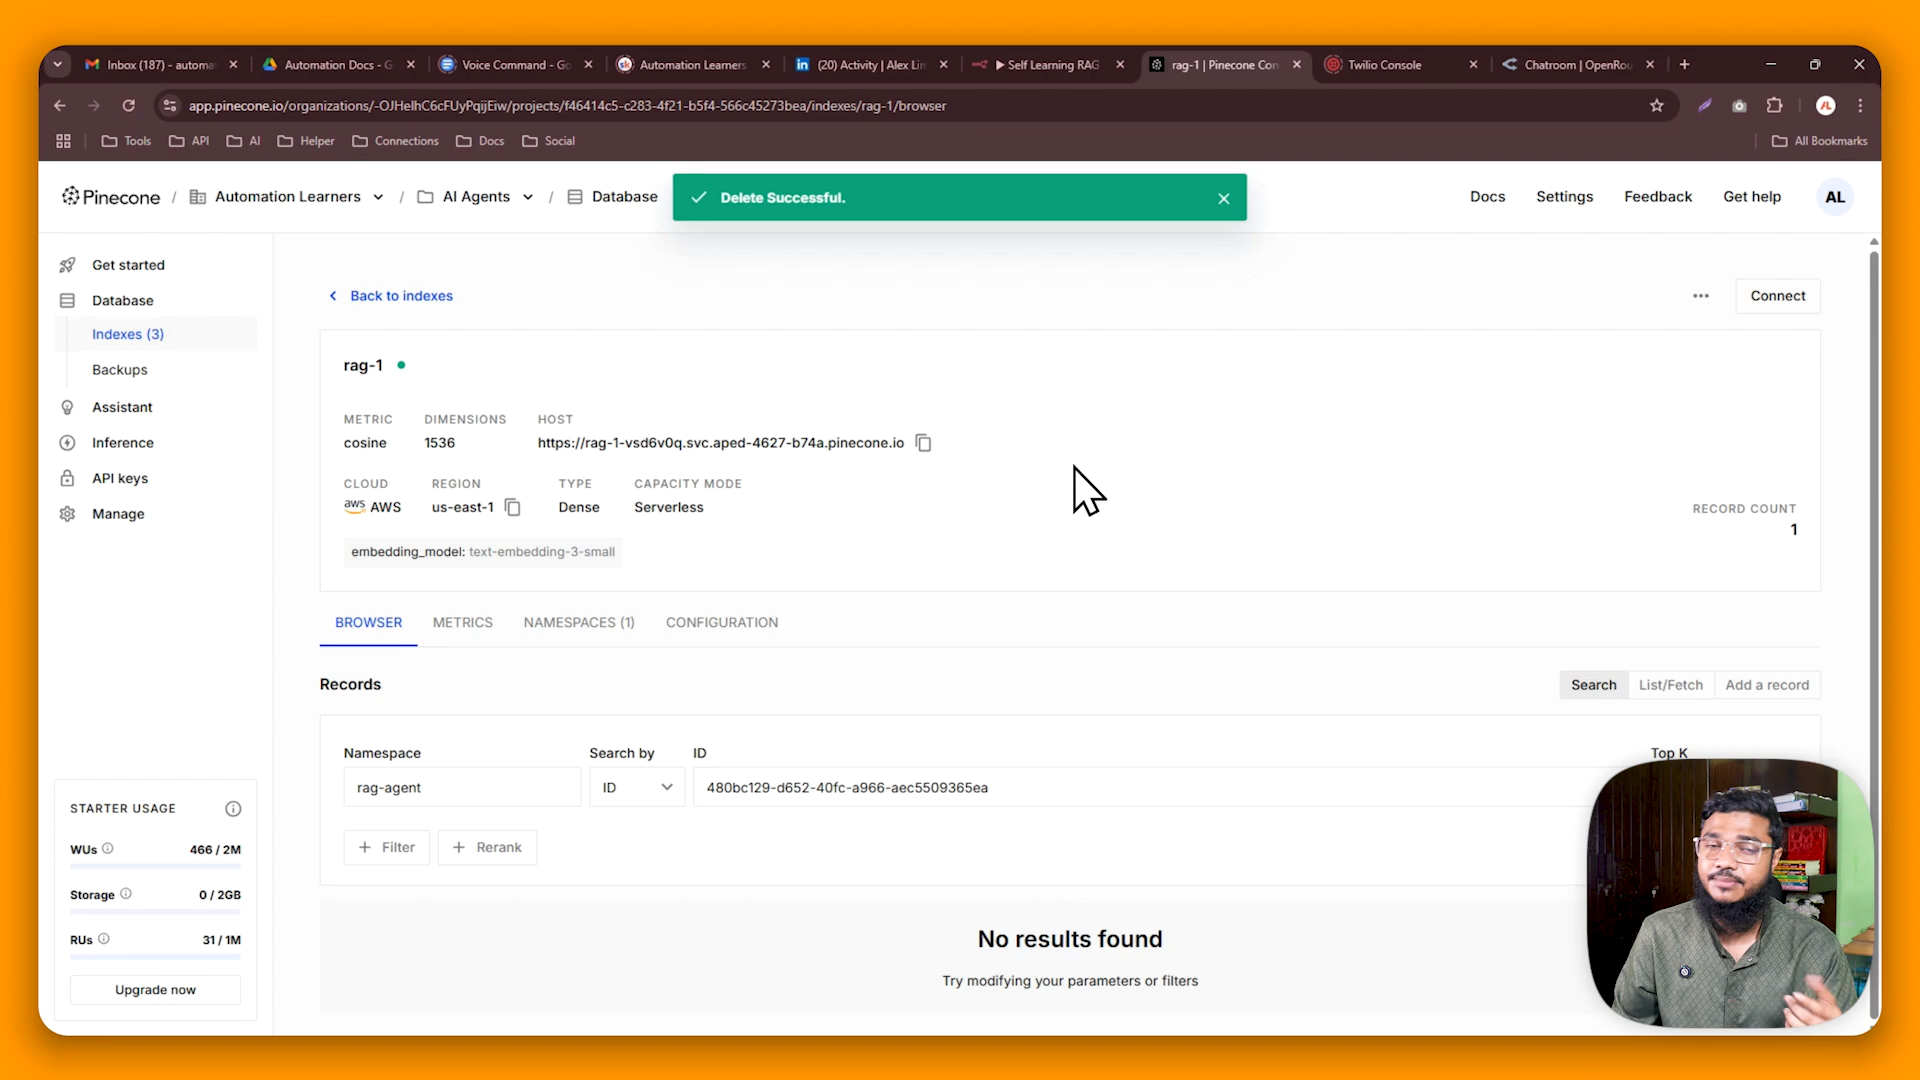 Inbox (187) - automa
Automation Docs - G
Voice Command - Go
Automation Learners
(20) Activity | Alex Lin
Self Learning RAG
rag-1 | Pinecone Con
Twilio Console
Chatroom | OpenRou
app.pinecone.io/organizations/-OJHelhC6cFUyPqijEiw/projects/f46414c5-c283-4f21-b5f4-566c45273bea/indexes/rag-1/browser
Tools
API
AI
Helper
Connections
Docs
Social
All Bookmarks
Pinecone / Automation Learners / AI Agents / Database
Delete Successful.
Docs
Settings
Feedback
Get help
AL
Get started
Database
Indexes (3)
Backups
Assistant
Inference
API keys
Manage
Back to indexes
Connect
rag-1
METRIC DIMENSIONS HOST
cosine 1536 https://rag-1-vsd6v0q.svc.aped-4627-b74a.pinecone.io
CLOUD REGION TYPE CAPACITY MODE
aws AWS us-east-1 Dense Serverless
RECORD COUNT
1
embedding_model: text-embedding-3-small
BROWSER METRICS NAMESPACES (1) CONFIGURATION
Records
Search List/Fetch Add a record
Namespace Search by ID Top K
rag-agent ID 480bc129-d652-40fc-a966-aec5509365ea
+ Filter + Rerank
No results found
Try modifying your parameters or filters
STARTER USAGE
WUs 466 / 2M
Storage 0 / 2GB
RUs 31 / 1M
Upgrade now